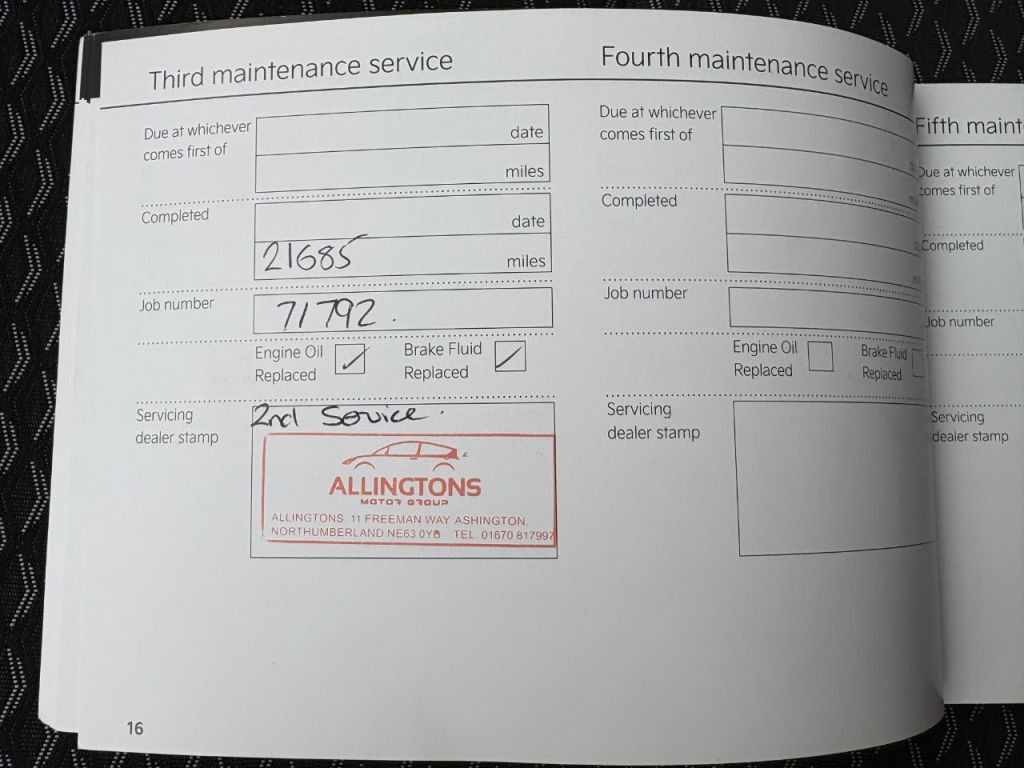 Third maintenance service
Due at whichever
comes first of
date
miles
Completed
date
21685 miles
Job number
71792.
Engine Oil
Replaced
Brake Fluid
Replaced
Servicing
dealer stamp
2nd Service.
ALLINGTONS
MOTOR GROUP
ALLINGTONS. 11 FREEMAN WAY ASHINGTON.
NORTHUMBERLAND NE63 0YB TEL. 01670 817997
16
Fourth maintenance service
Due at whichever
comes first of
Completed
Job number
Engine Oil
Replaced
Brake Fluid
Replaced
Servicing
dealer stamp
Fifth maint
Due at whichever
comes first of
Completed
Job number
Servicing
dealer stamp